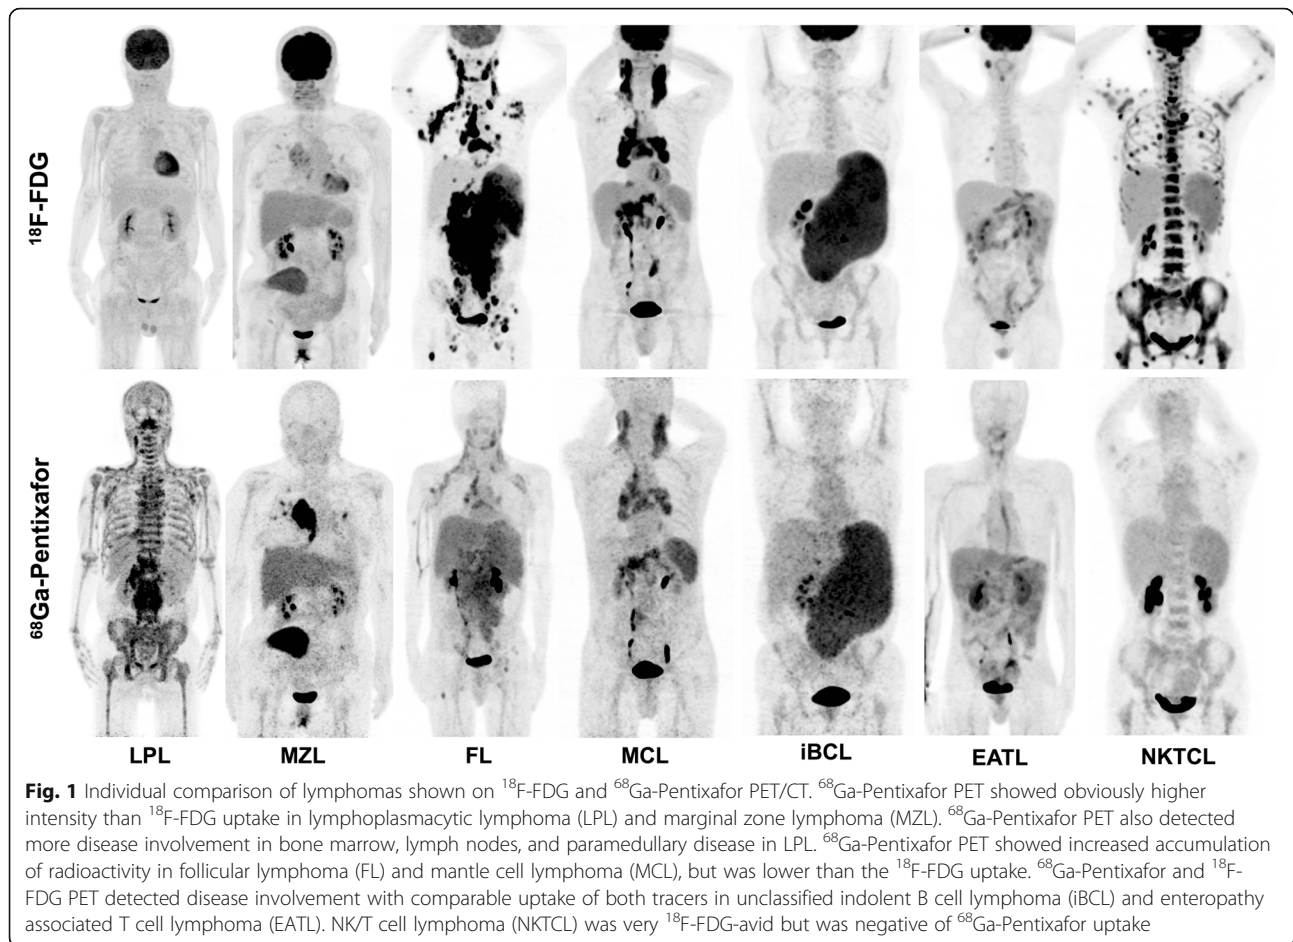 18F-FDG
68Ga-Pentixafor
LPL MZL FL MCL iBCL EATL NKTCL
Fig. 1 Individual comparison of lymphomas shown on 18F-FDG and 68Ga-Pentixafor PET/CT. 68Ga-Pentixafor PET showed obviously higher
intensity than 18F-FDG uptake in lymphoplasmacytic lymphoma (LPL) and marginal zone lymphoma (MZL). 68Ga-Pentixafor PET also detected
more disease involvement in bone marrow, lymph nodes, and paramedullary disease in LPL. 68Ga-Pentixafor PET showed increased accumulation
of radioactivity in follicular lymphoma (FL) and mantle cell lymphoma (MCL), but was lower than the 18F-FDG uptake. 68Ga-Pentixafor and 18F-
FDG PET detected disease involvement with comparable uptake of both tracers in unclassified indolent B cell lymphoma (iBCL) and enteropathy
associated T cell lymphoma (EATL). NK/T cell lymphoma (NKTCL) was very 18F-FDG-avid but was negative of 68Ga-Pentixafor uptake